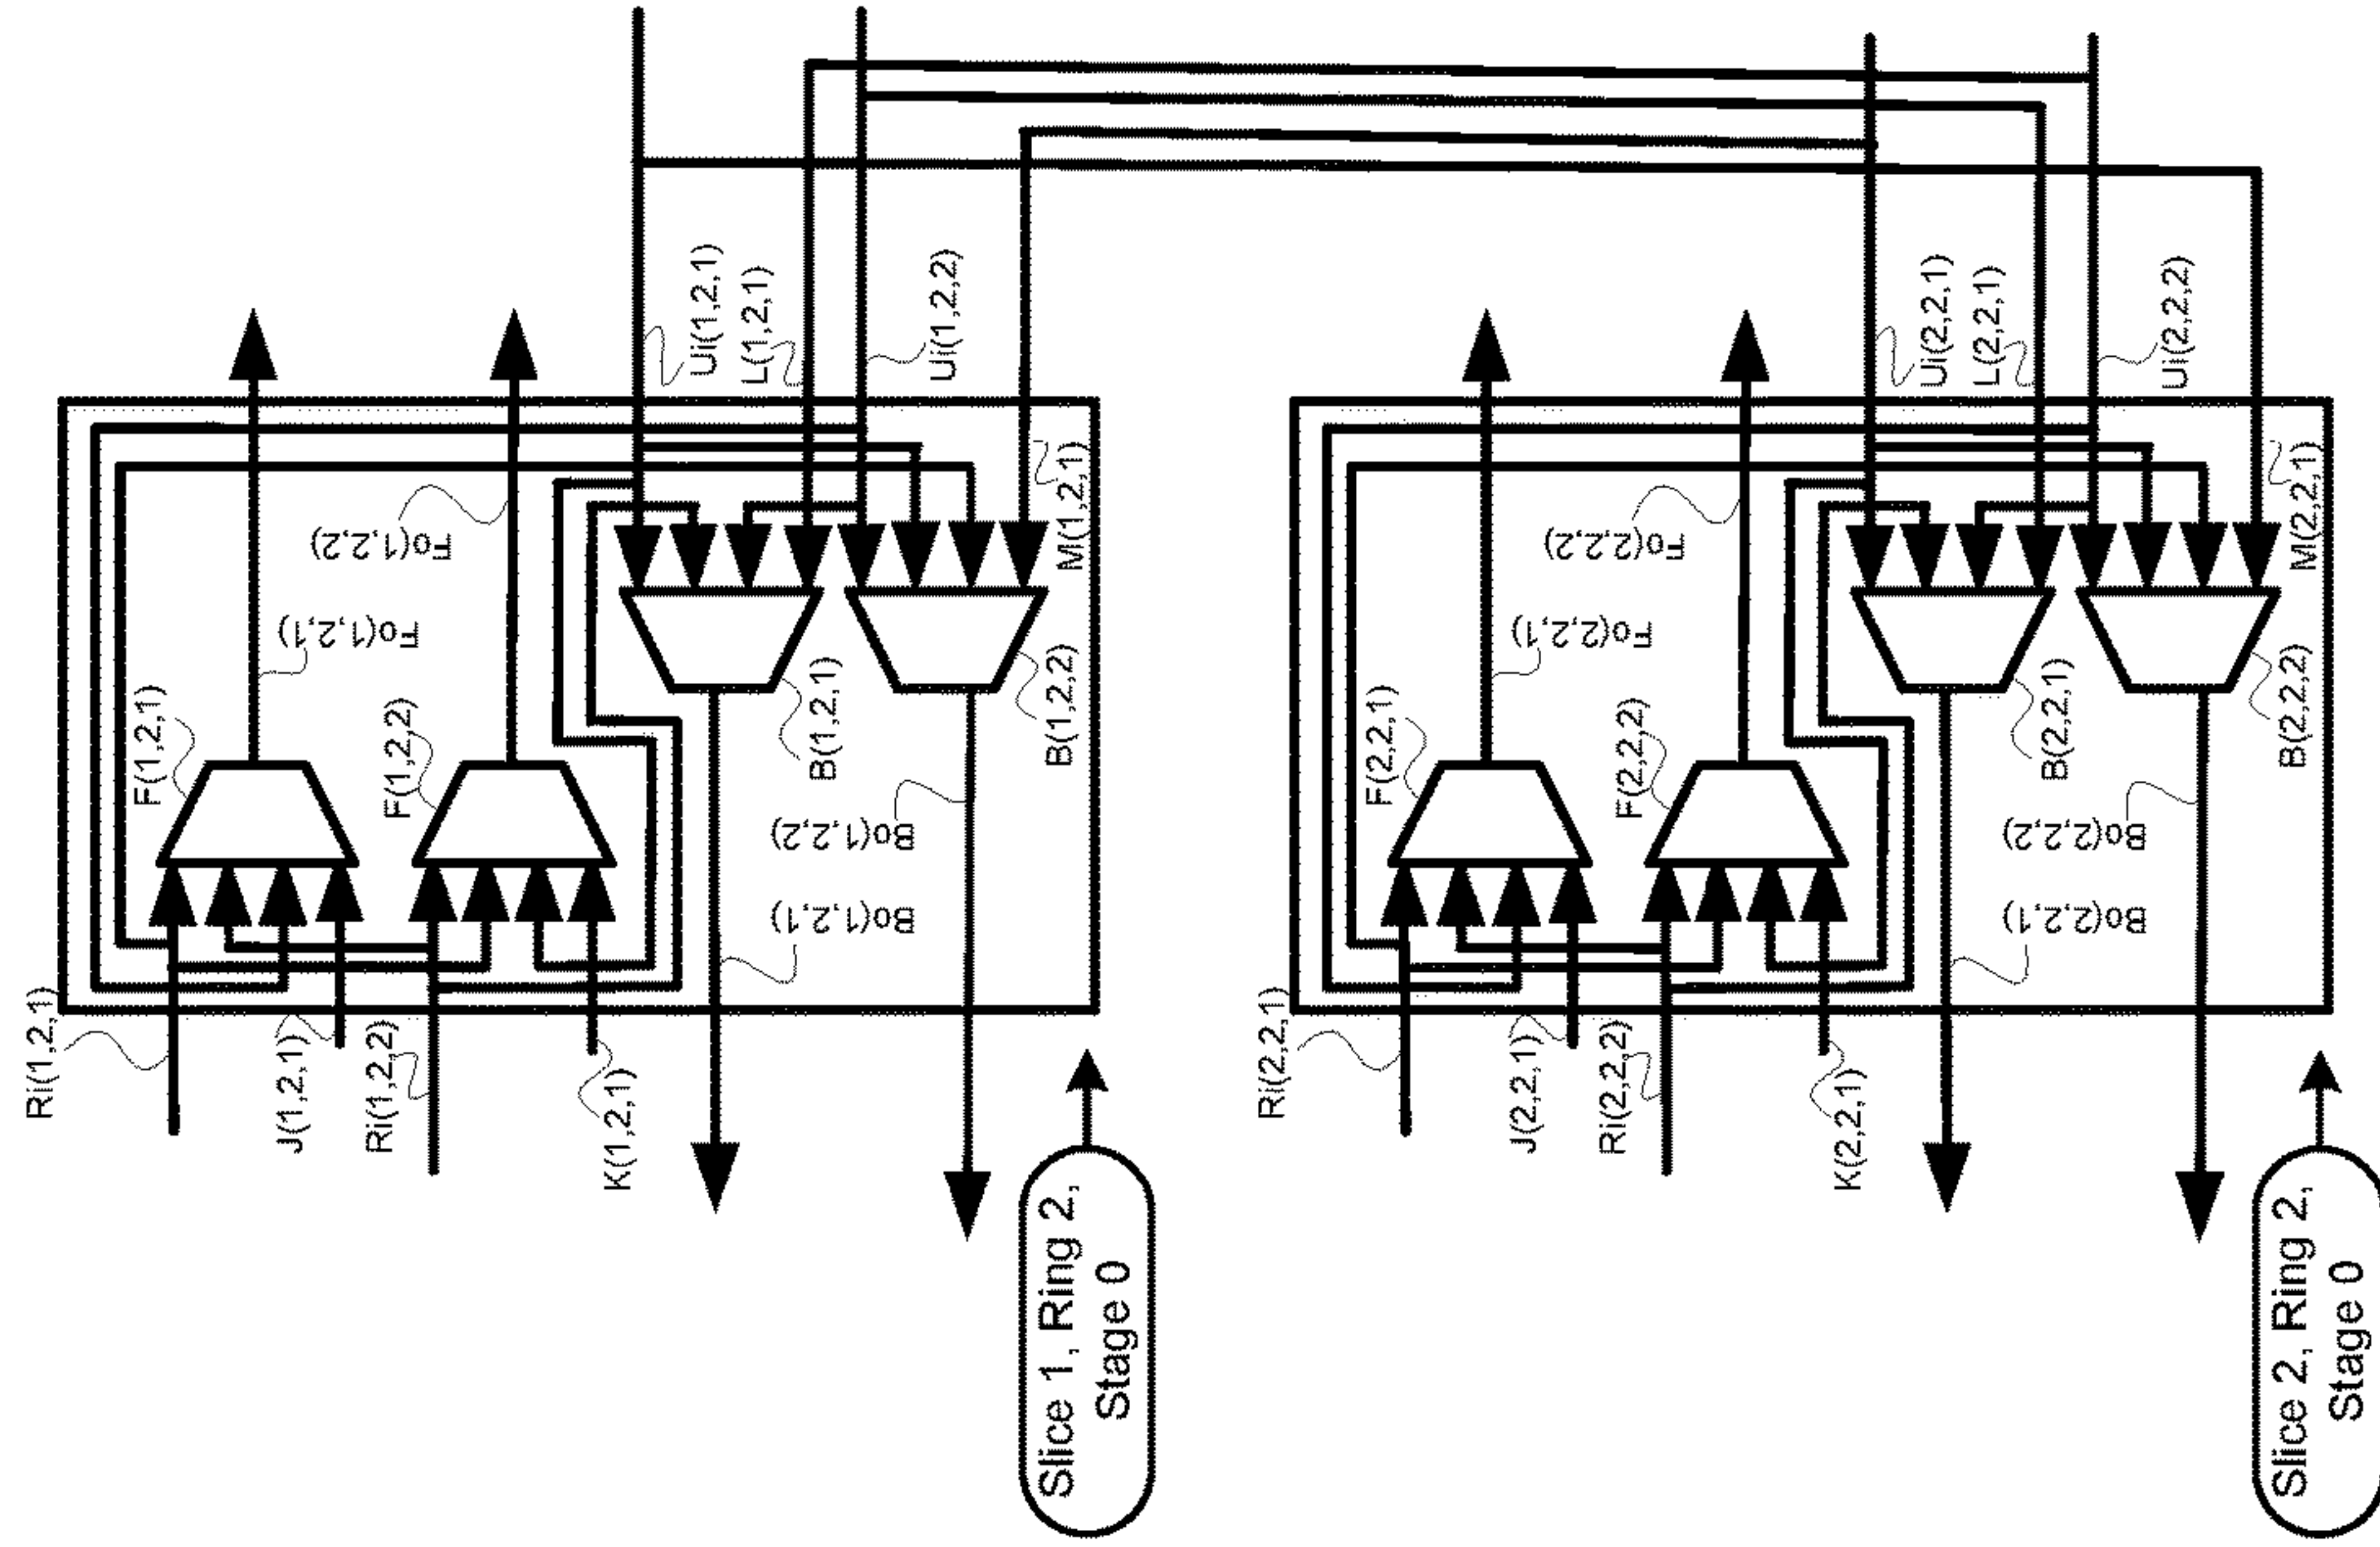 Ri(1,2,1)
J(1,2,1)
Ri(1,2,2)
K(1,2,1)
F(1,2,1)
F(1,2,2)
Fo(1,2,1)
Fo(1,2,2)
Ui(1,2,1)
L(1,2,1)
Ui(1,2,2)
M(1,2,1)
B(1,2,1)
B(1,2,2)
Bo(1,2,2)
Bo(1,2,1)
Slice 1, Ring 2,
Stage 0
Ri(2,2,1)
J(2,2,1)
Ri(2,2,2)
K(2,2,1)
F(2,2,1)
F(2,2,2)
Fo(2,2,1)
Fo(2,2,2)
Ui(2,2,1)
L(2,2,1)
Ui(2,2,2)
M(2,2,1)
B(2,2,1)
B(2,2,2)
Bo(2,2,2)
Bo(2,2,1)
Slice 2, Ring 2,
Stage 0